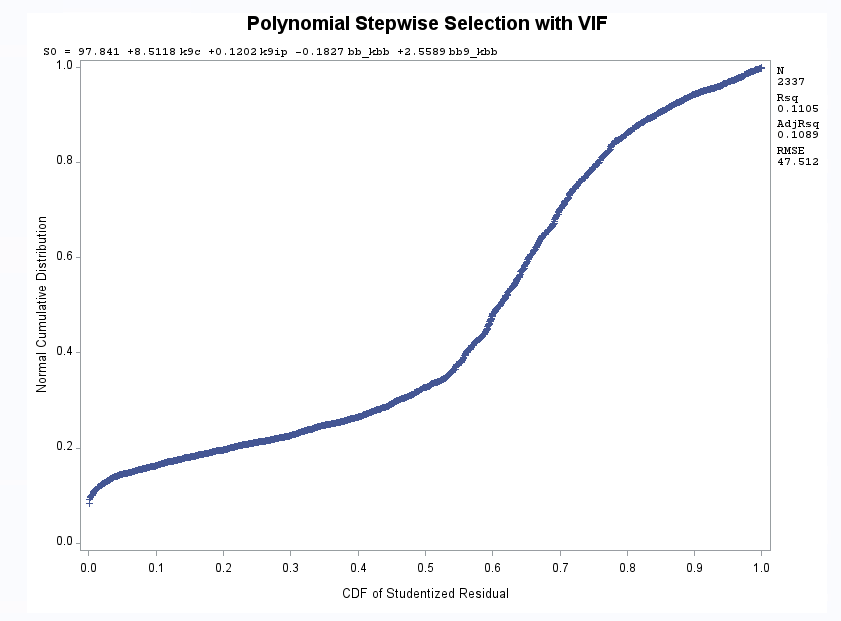 Polynomial Stepwise Selection with VIF
S0 = 97.841 +8.5118 k9c +0.1202 k9ip -0.1827 bb_kbb +2.5589 bb9_kbb
N
2337
Rsq
0.1105
AdjRsq
0.1089
RMSE
47.512
1.0
0.8
0.6
0.4
0.2
0.0
Normal Cumulative Distribution
0.0 0.1 0.2 0.3 0.4 0.5 0.6 0.7 0.8 0.9 1.0
CDF of Studentized Residual